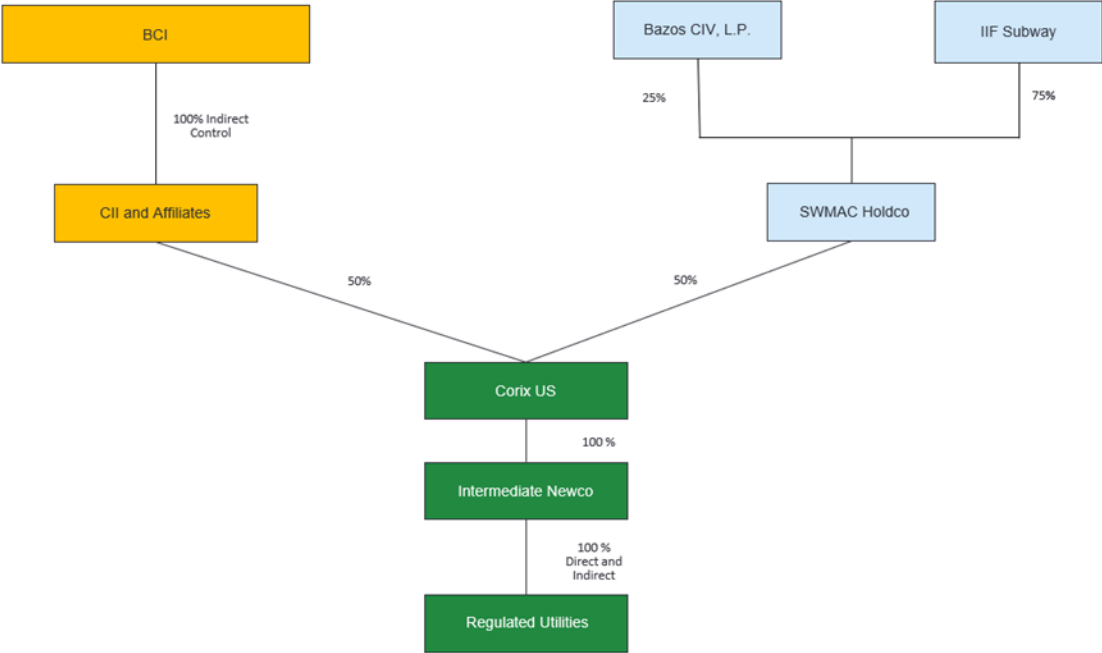 BCI
Bazos CIV, L.P.
IIF Subway
25%
75%
100% Indirect
Control
CII and Affiliates
SWMAC Holdco
50%
50%
Corix US
100 %
Intermediate Newco
100 %
Direct and
Indirect
Regulated Utilities